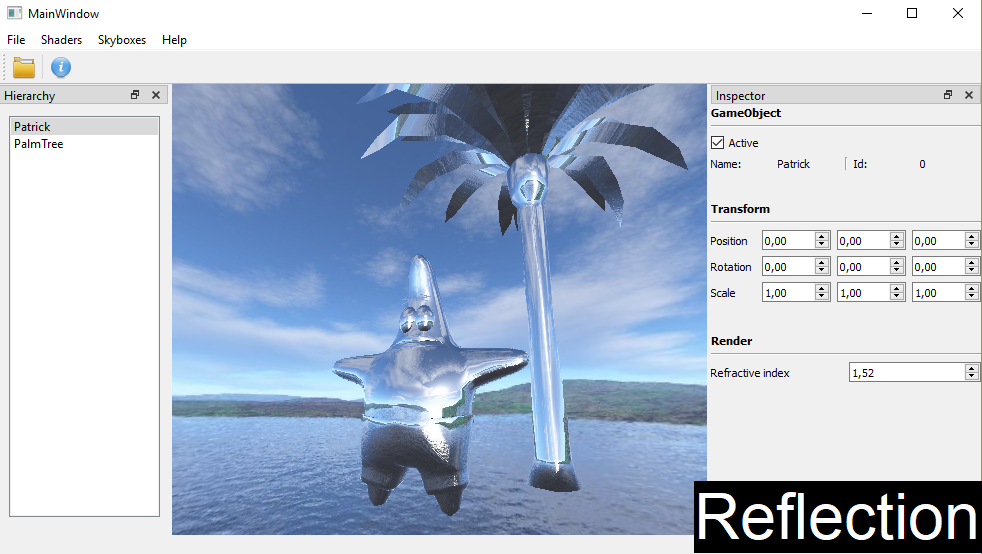 MainWindow
File Shaders Skyboxes Help
Hierarchy
Patrick
PalmTree
Inspector
GameObject
Active
Name: Patrick Id: 0
Transform
Position 0,00 0,00 0,00
Rotation 0,00 0,00 0,00
Scale 1,00 1,00 1,00
Render
Refractive index 1,52
Reflection